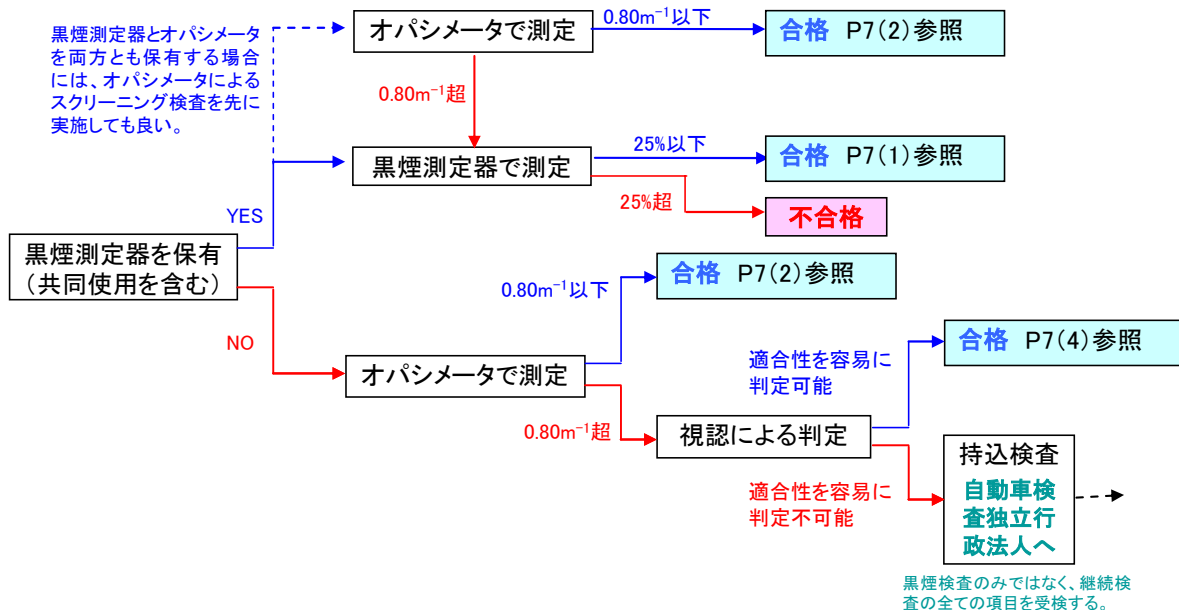 黒煙測定器とオパシメータ
を両方とも保有する場合
には、オパシメータによる
スクリーニング検査を先に
実施しても良い。
オパシメータで測定
0.80m⁻¹以下
合格 P7(2)参照
0.80m⁻¹超
黒煙測定器で測定
25%以下
合格 P7(1)参照
25%超
不合格
YES
黒煙測定器を保有
(共同使用を含む)
NO
0.80m⁻¹以下
合格 P7(2)参照
オパシメータで測定
0.80m⁻¹超
視認による判定
適合性を容易に
判定可能
合格 P7(4)参照
適合性を容易に
判定不可能
持込検査
自動車検
査独立行
政法人へ
黒煙検査のみではなく、継続検
査の全ての項目を受検する。